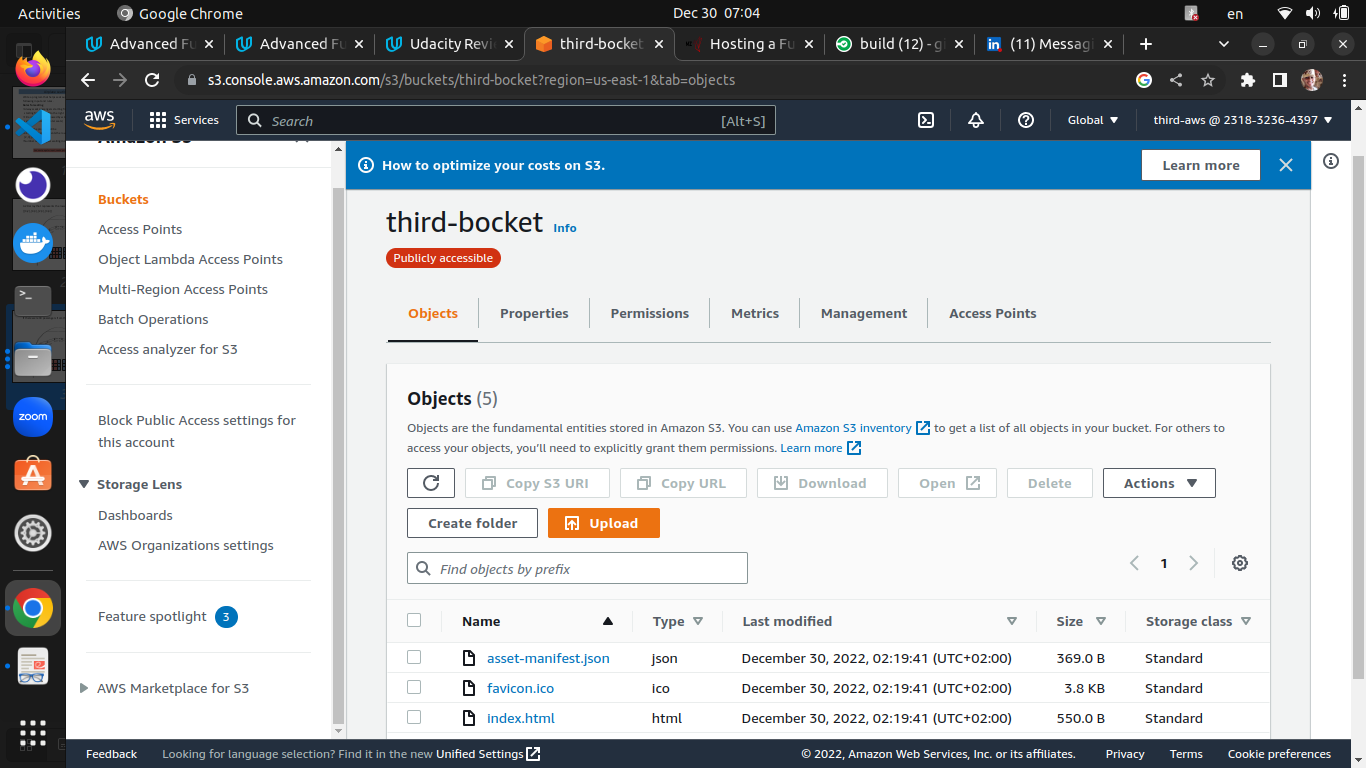 Activities Google Chrome Dec 30 07:04 en
Advanced Fu Advanced Fu Udacity Revi third-bocket Hosting a Fu build (12) - gi (11) Messagi
s3.console.aws.amazon.com/s3/buckets/third-bocket?region=us-east-1&tab=objects
aws Services Search [Alt+S] Global third-aws @ 2318-3236-4397
Amazon S3
How to optimize your costs on S3. Learn more
Buckets
Access Points
Object Lambda Access Points
Multi-Region Access Points
Batch Operations
Access analyzer for S3
Block Public Access settings for
this account
Storage Lens
Dashboards
AWS Organizations settings
Feature spotlight 3
AWS Marketplace for S3
zoom
third-bocket Info
Publicly accessible
Objects Properties Permissions Metrics Management Access Points
Objects (5)
Objects are the fundamental entities stored in Amazon S3. You can use Amazon S3 inventory to get a list of all objects in your bucket. For others to
access your objects, you'll need to explicitly grant them permissions. Learn more
Copy S3 URI Copy URL Download Open Delete Actions
Create folder Upload
Find objects by prefix 1
Name Type Last modified Size Storage class
asset-manifest.json json December 30, 2022, 02:19:41 (UTC+02:00) 369.0 B Standard
favicon.ico ico December 30, 2022, 02:19:41 (UTC+02:00) 3.8 KB Standard
index.html html December 30, 2022, 02:19:41 (UTC+02:00) 550.0 B Standard
Feedback Looking for language selection? Find it in the new Unified Settings © 2022, Amazon Web Services, Inc. or its affiliates. Privacy Terms Cookie preferences